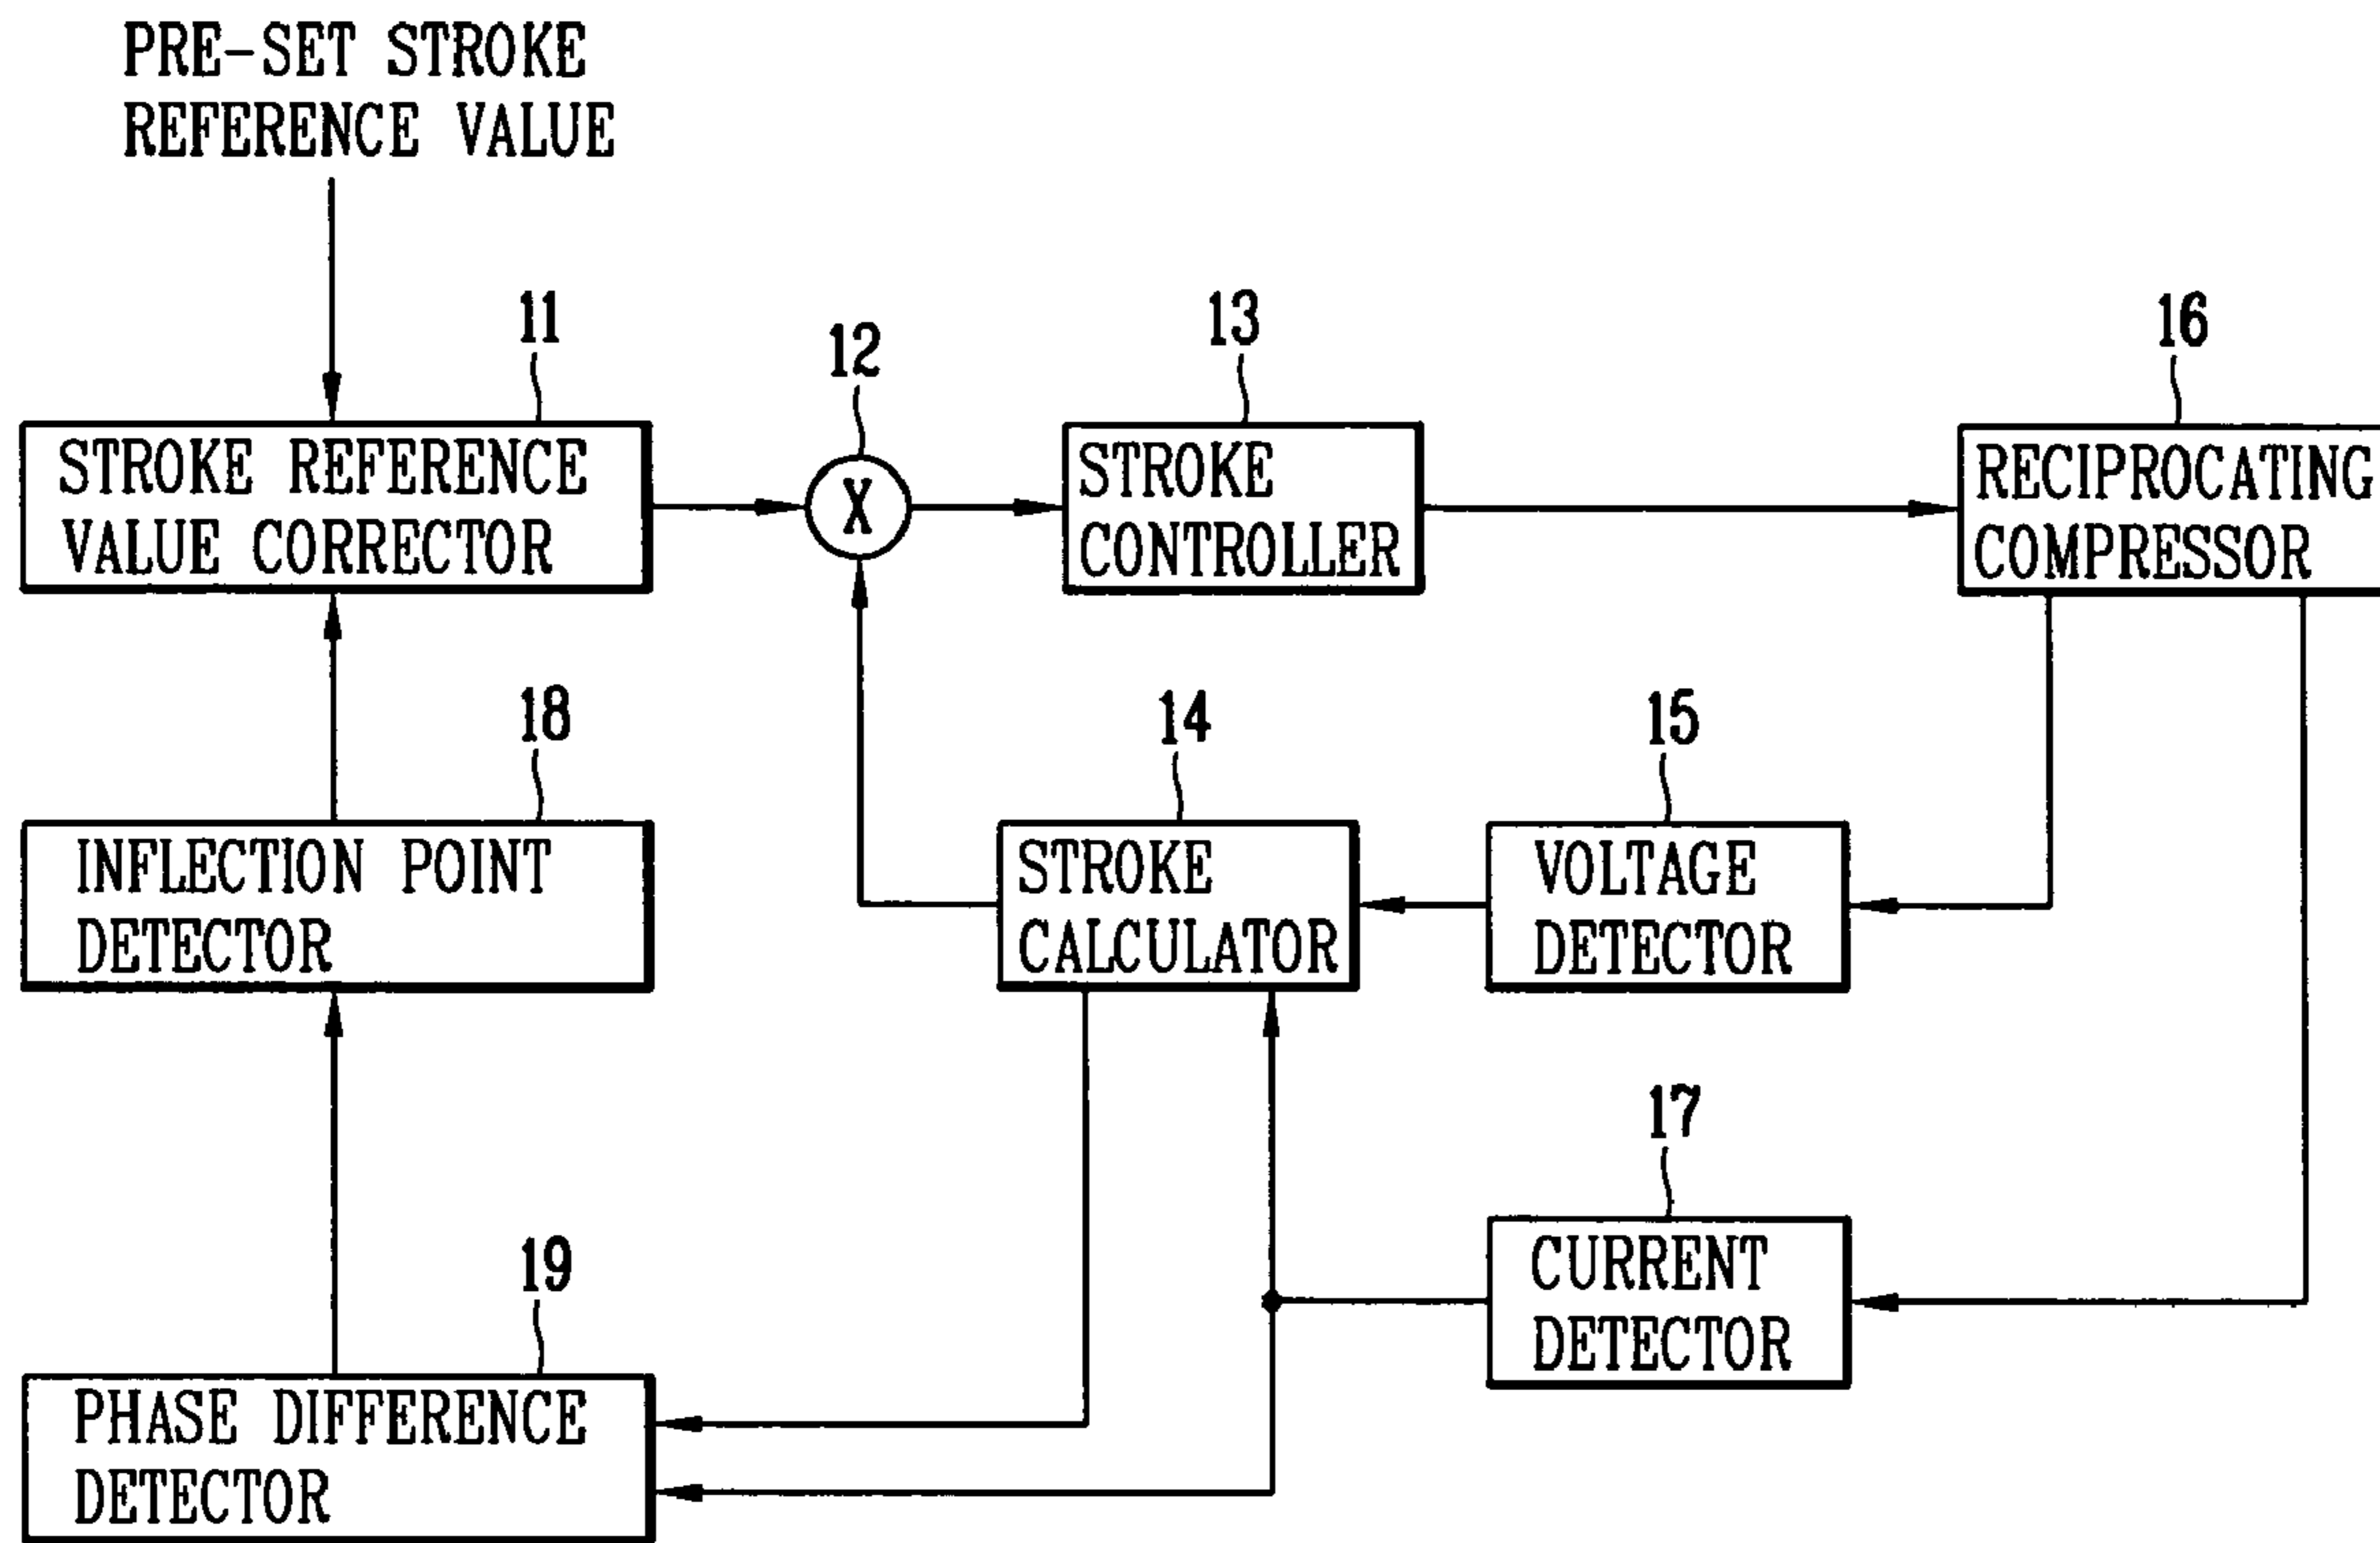 PRE-SET STROKE
REFERENCE VALUE
11
12
13
16
STROKE REFERENCE
VALUE CORRECTOR
X
STROKE
CONTROLLER
RECIPROCATING
COMPRESSOR
18
14
15
INFLECTION POINT
DETECTOR
STROKE
CALCULATOR
VOLTAGE
DETECTOR
17
19
CURRENT
DETECTOR
PHASE DIFFERENCE
DETECTOR